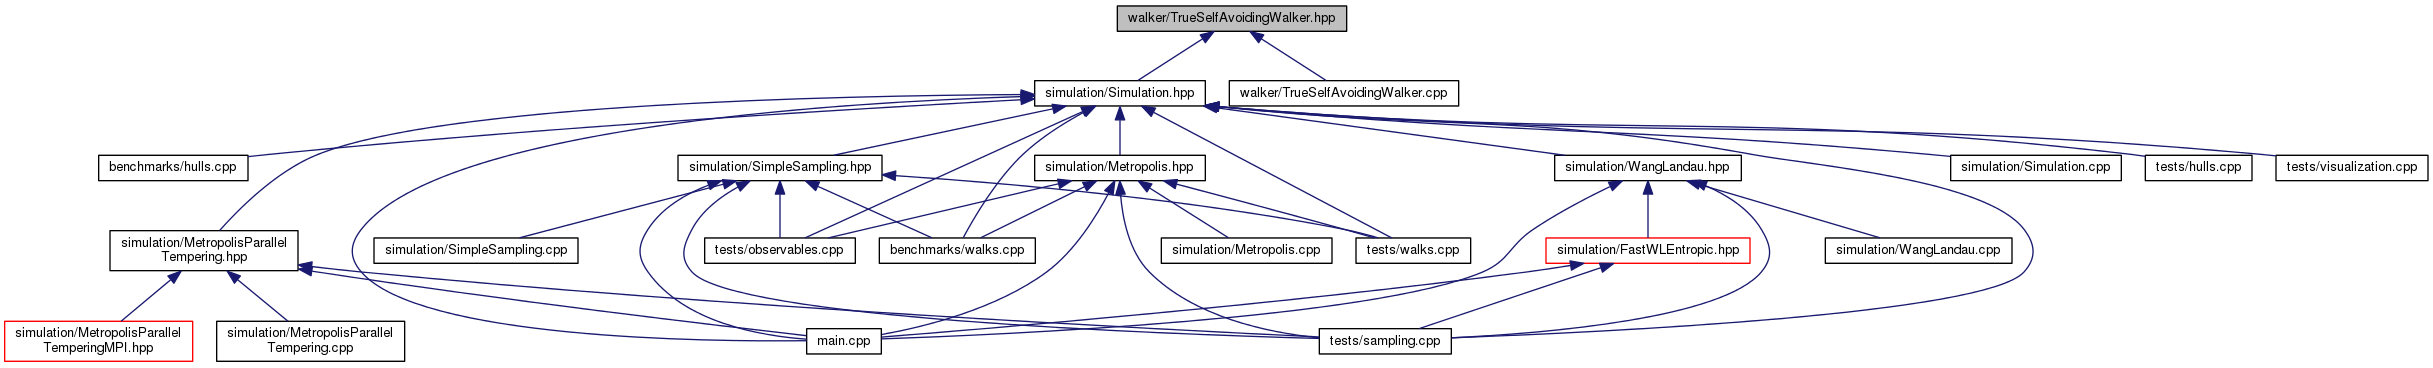 walker/TrueSelfAvoidingWalker.hpp
simulation/Simulation.hpp
walker/TrueSelfAvoidingWalker.cpp
benchmarks/hulls.cpp
simulation/SimpleSampling.hpp
simulation/Metropolis.hpp
simulation/WangLandau.hpp
simulation/Simulation.cpp
tests/hulls.cpp
tests/visualization.cpp
simulation/MetropolisParallel
Tempering.hpp
simulation/SimpleSampling.cpp
tests/observables.cpp
benchmarks/walks.cpp
simulation/Metropolis.cpp
tests/walks.cpp
simulation/FastWLEntropic.hpp
simulation/WangLandau.cpp
simulation/MetropolisParallel
TemperingMPI.hpp
simulation/MetropolisParallel
Tempering.cpp
main.cpp
tests/sampling.cpp